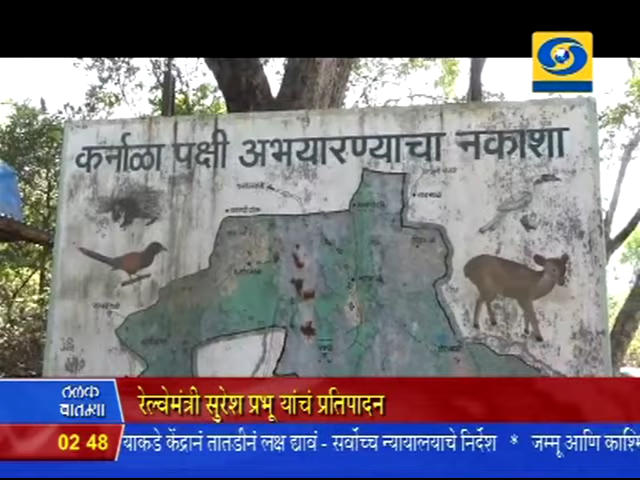 कर्नाळा पक्षी अभयारण्याचा नकाशा
ठळक
बातम्या
रेल्वेमंत्री सुरेश प्रभू यांचं प्रतिपादन
02 48
याकडे केंद्रानं तातडीनं लक्ष द्यावं - सर्वोच्च न्यायालयाचे निर्देश * जम्मू आणि काश्मि